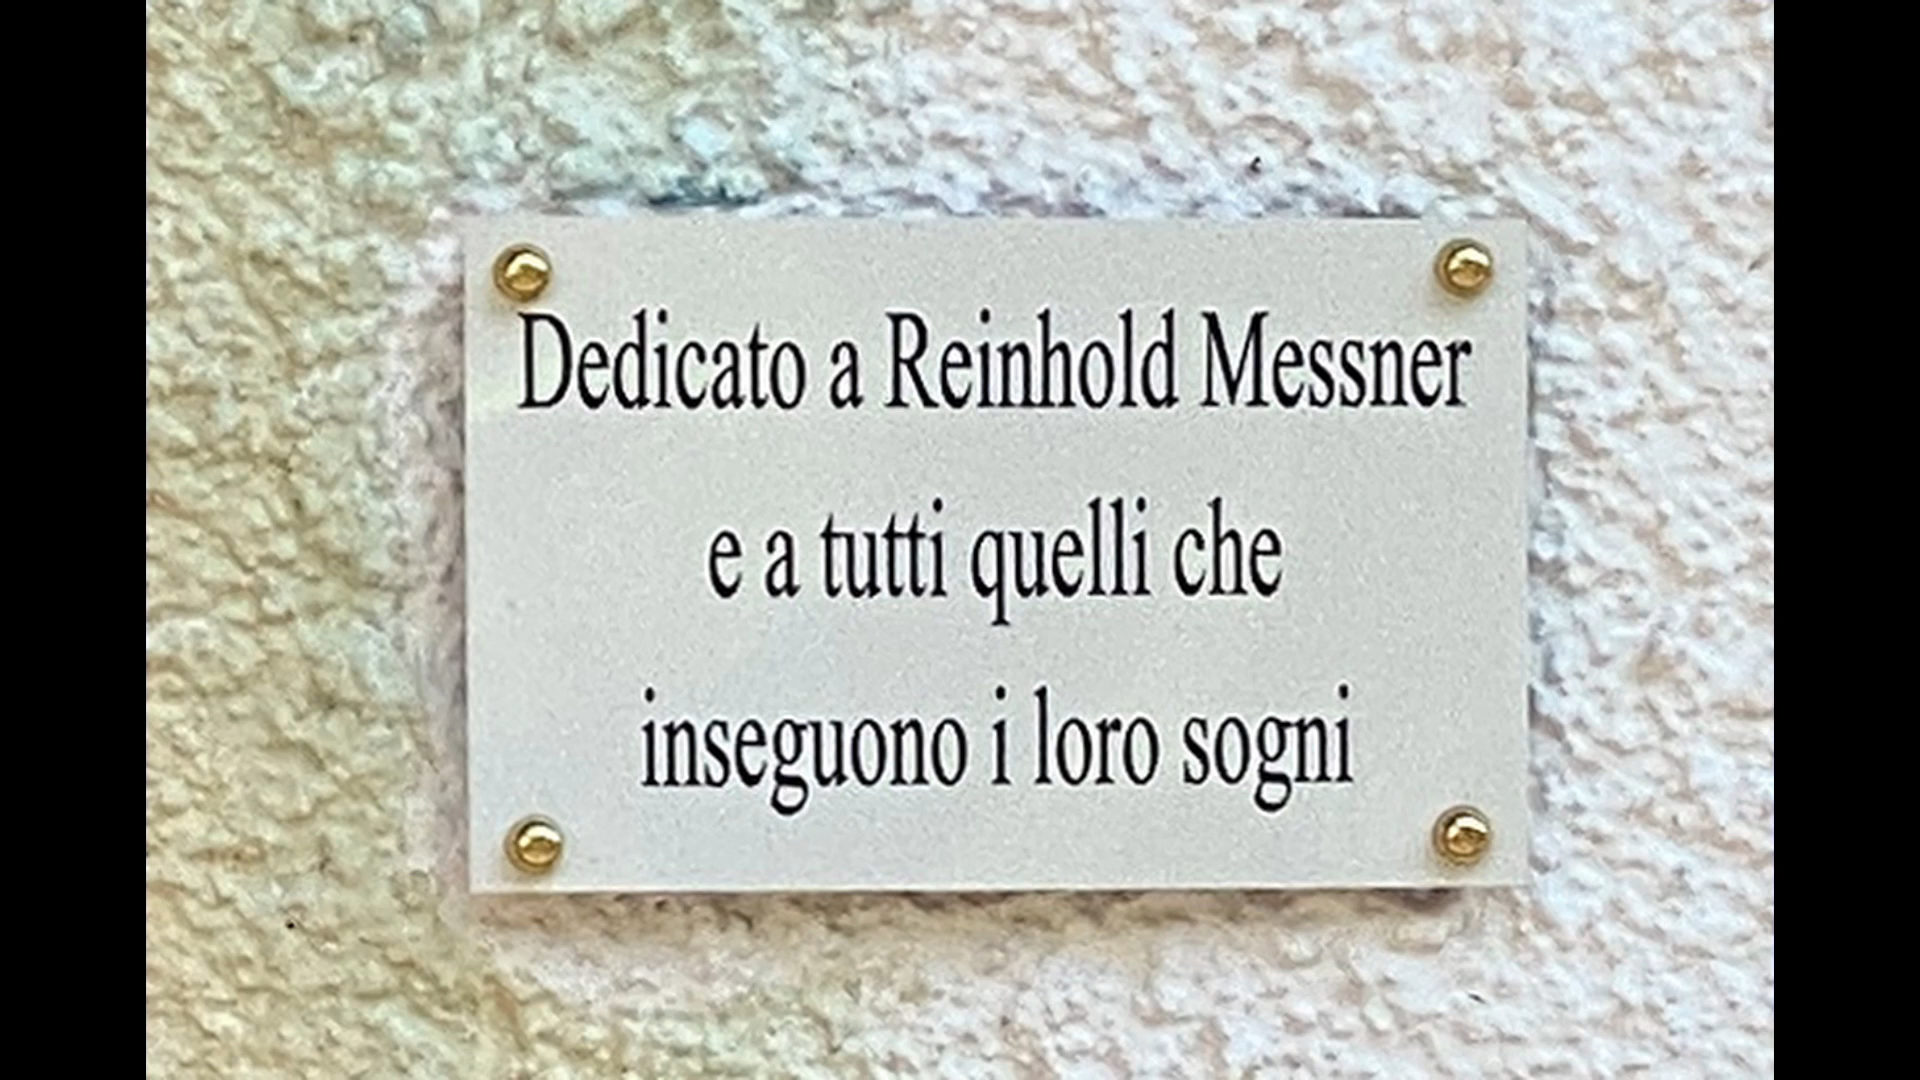 Dedicato a Reinhold Messner
e a tutti quelli che
inseguono i loro sogni